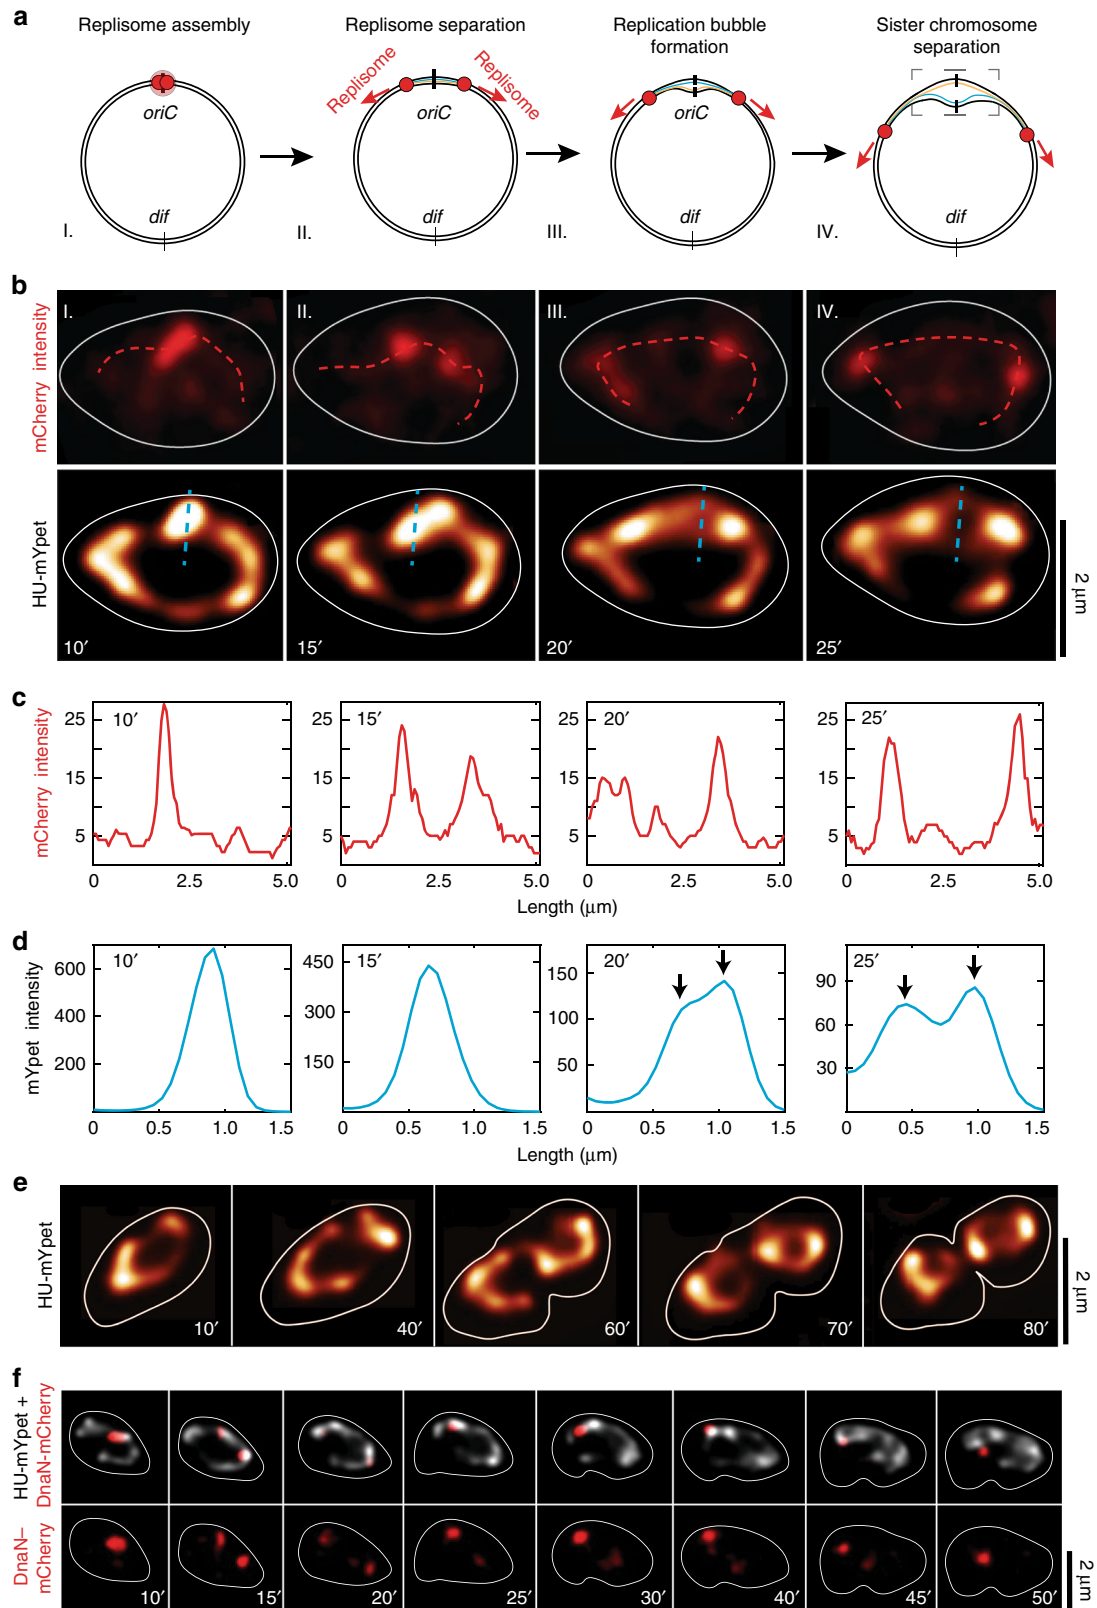 a
Replisome assembly
Replisome separation
Replication bubble
formation
Sister chromosome
separation
Replisome
Replisome
oriC
oriC
oriC
dif
dif
dif
dif
I.
II.
III.
IV.
b
mCherry intensity
I.
II.
III.
IV.
HU-mYpet
10′
15′
20′
25′
2 μm
c
mCherry intensity
10′
15′
20′
25′
25
15
5
25
15
5
25
15
5
25
15
5
0 2.5 5.0
0 2.5 5.0
0 2.5 5.0
0 2.5 5.0
Length (μm)
d
mYpet intensity
10′
15′
20′
25′
600
400
200
450
300
150
150
100
50
90
60
30
0 0.5 1.0 1.5
0 0.5 1.0 1.5
0 0.5 1.0 1.5
0 0.5 1.0 1.5
Length (μm)
e
HU-mYpet
10′
40′
60′
70′
80′
2 μm
f
HU-mYpet +
DnaN-mCherry
DnaN–
mCherry
10′
15′
20′
25′
30′
40′
45′
50′
2 μm